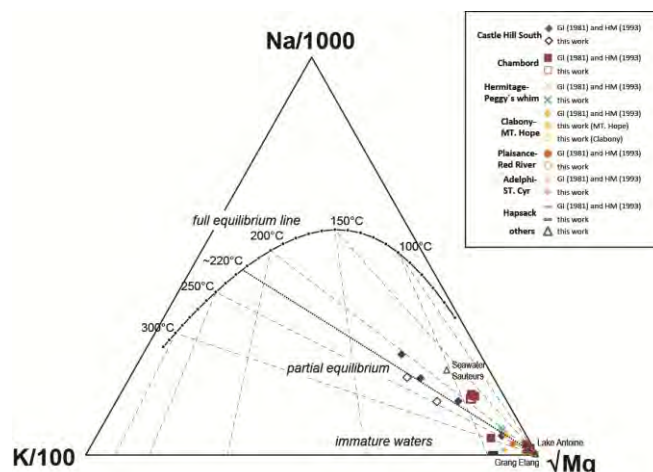 Na/1000
full equilibrium line
150°C
200°C
100°C
~220°C
250°C
300°C
partial equilibrium
Seawater
Sauteurs
immature waters
K/100
Lake Antoine
Grang Etang
√Mg
Castle Hill South
GI (1981) and HM (1993)
this work
Chambord
GI (1981) and HM (1993)
this work
Hermitage-
Peggy´s whim
GI (1981) and HM (1993)
this work
Clabony-
MT. Hope
GI (1981) and HM (1993)
this work (MT. Hope)
this work (Clabony)
Plaisance-
Red River
GI (1981) and HM (1993)
this work
Adelphi-
ST. Cyr
GI (1981) and HM (1993)
this work
Hapsack
GI (1981) and HM (1993)
this work
others
this work